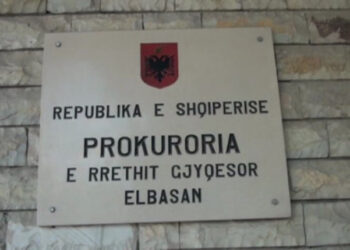 REPUBLIKA E SHQIPERISE
PROKURORIA
E RRETHIT GJYQESOR
ELBASAN